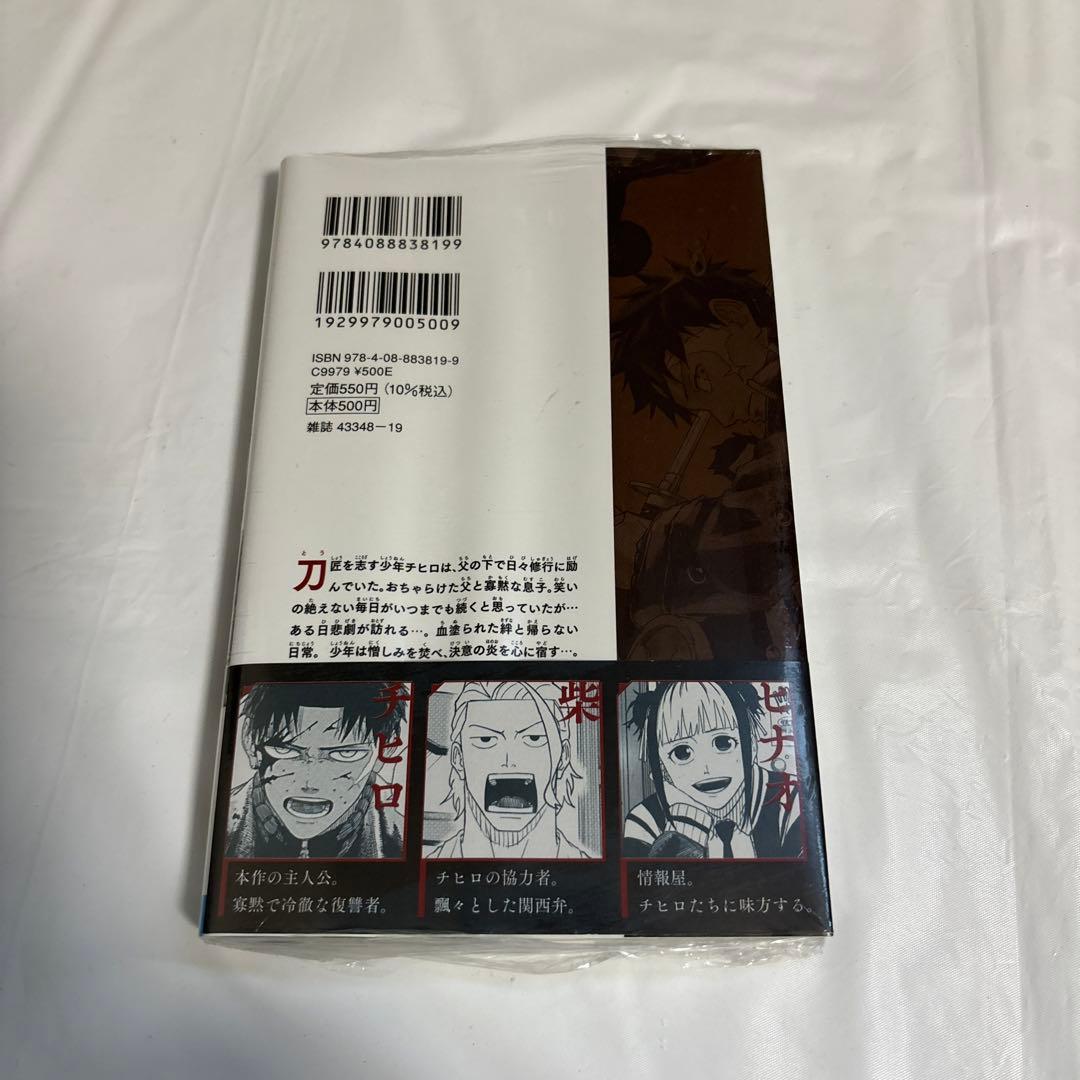 9784088838199
1929979005009
ISBN 978-4-08-883819-9
C9979 ¥500E
定価550円(10%税込)
本体500円
雑誌 43348-19
刀匠を志す少年チヒロは、父の下で日々修行に励
んでいた。おちゃらけた父と寡黙な息子。笑い
の絶えない毎日がいつまでも続くと思っていたが…
ある日悲劇が訪れる…。血塗られた絆と帰らない
日常。少年は憎しみを焚べ、決意の炎を心に宿す…。
チヒロ
本作の主人公。
寡黙で冷徹な復讐者。
柴
チヒロの協力者。
飄々とした関西弁。
ヒナオ
情報屋。
チヒロたちに味方する。